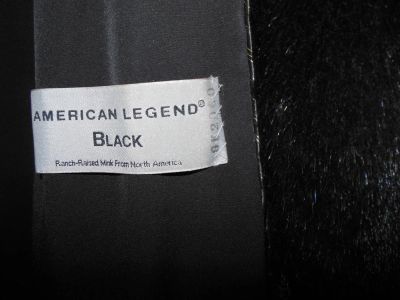 AMERICAN LEGEND®
BLACK
Ranch-Raised Mink From North America